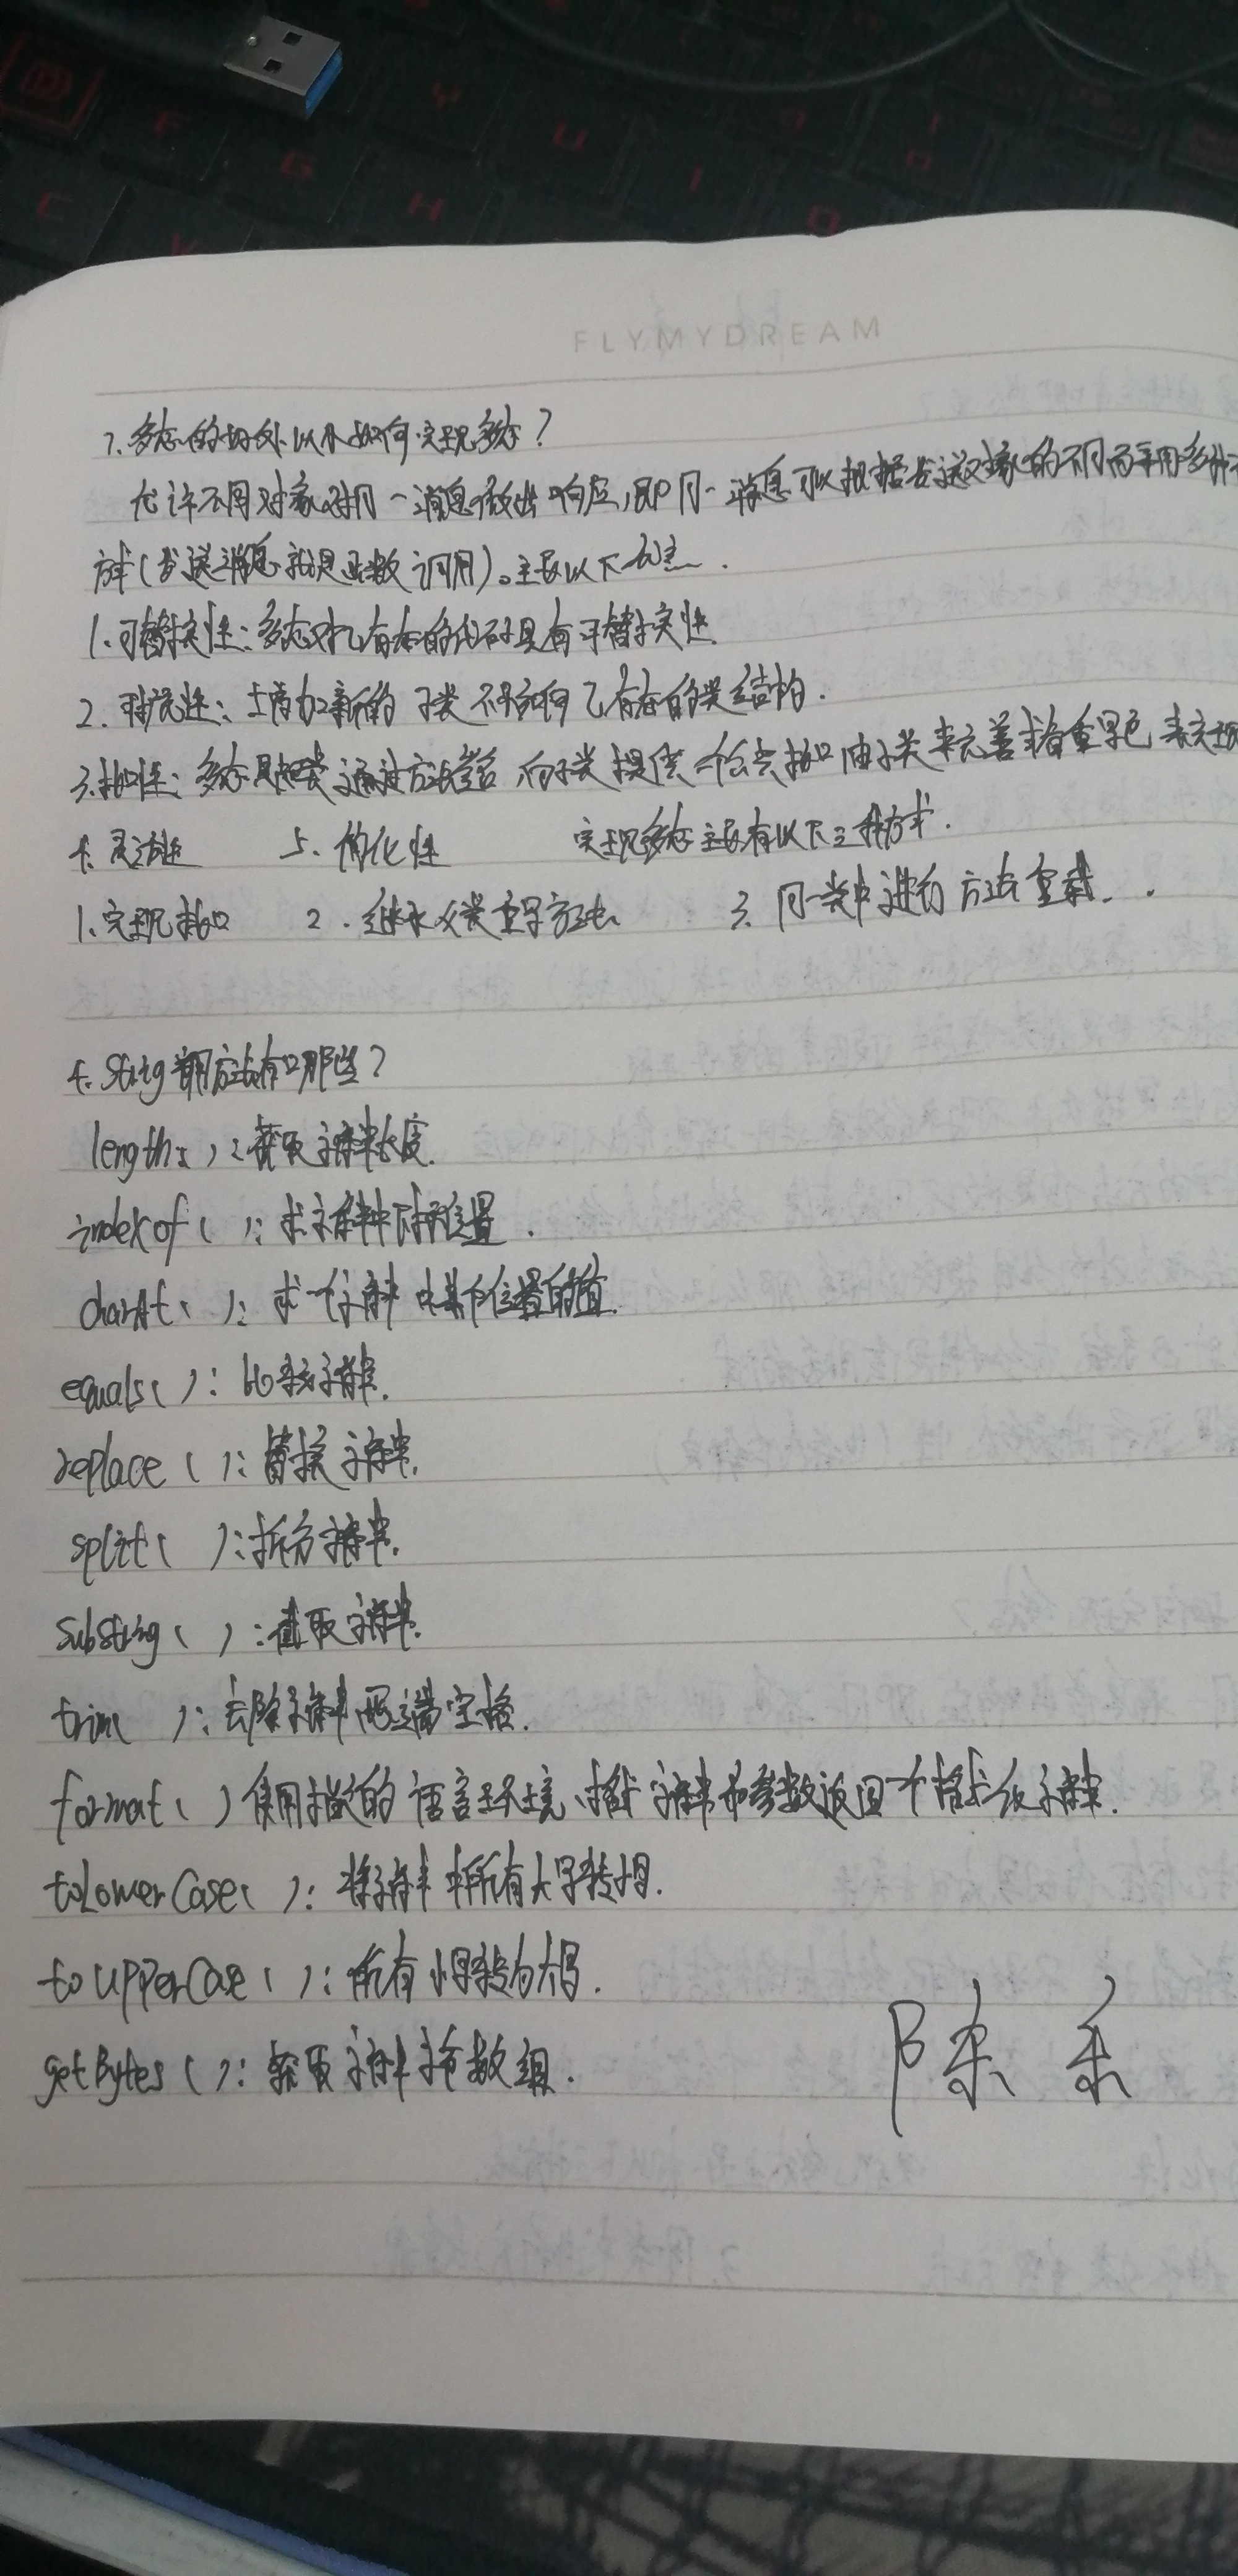 FLYMYDREAM
7.多态的好处以及如何实现多态?
允许不同对象对同一消息做出响应,即同一消息可以根据发送对象的不同而采用多种
方式(发送消息就是函数调用)。主要以下优点.
1.可替换性:多态对已存在的代码具有可替换性.
2.可扩充性:增加新的子类不影响已存在的类结构.
3.接口性:多态是超类通过方法签名,向子类提供一个公共接口由子类来完善或者重写它来实现
4.灵活性 5、简化性 实现多态主要有以下三种方式.
1.实现接口 2.继承父类重写方法 3.同一类中进行方法重载.
4.String常用方法有哪些?
length():获取字符串长度.
indexof():求字符串中下标位置.
charAt():求一个字符串中某个位置的值.
equals():比较字符串.
replace():替换字符串.
split():拆分字符串.
substring():截取字符串.
trim():去除字符串两端空格.
format()使用指定的语言环境、格式字符串和参数返回一个格式化字符串.
toLowerCase():将字符串中所有大写转小写.
toUpperCase():所有小写转为大写.
getBytes():获取字符串字节数组.
陈